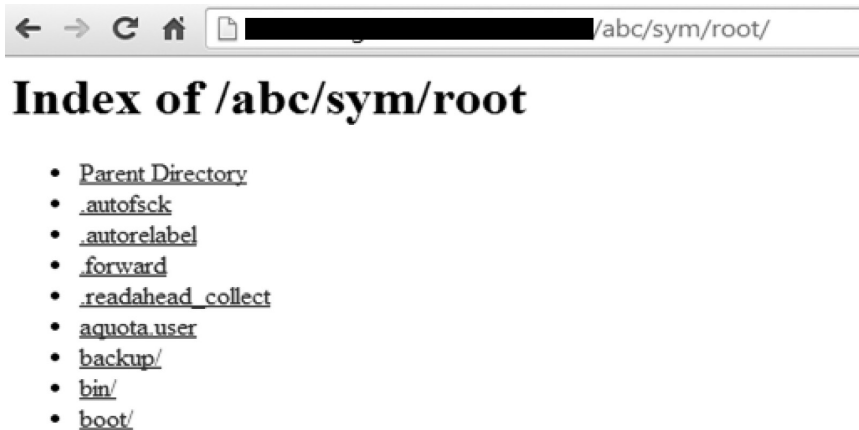 /abc/sym/root/
Index of /abc/sym/root
Parent Directory
.autofsck
.autorelabel
.forward
.readahead_collect
aquota.user
backup/
bin/
boot/